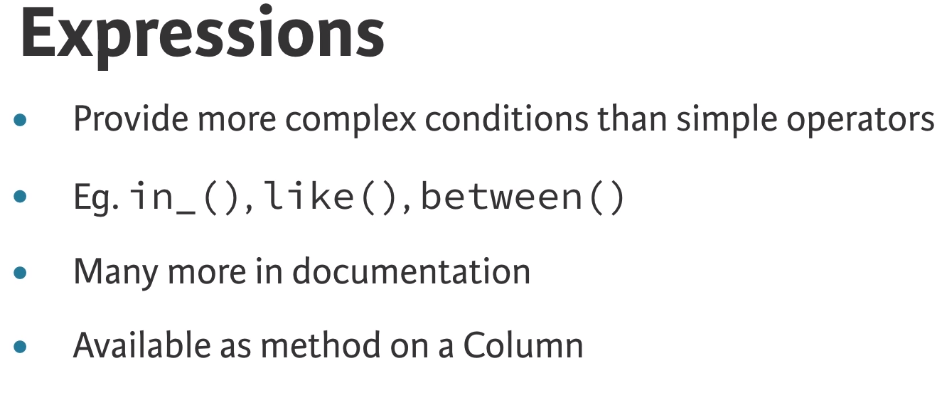 Expressions
• Provide more complex conditions than simple operators
• Eg. in_(), like(), between()
• Many more in documentation
• Available as method on a Column